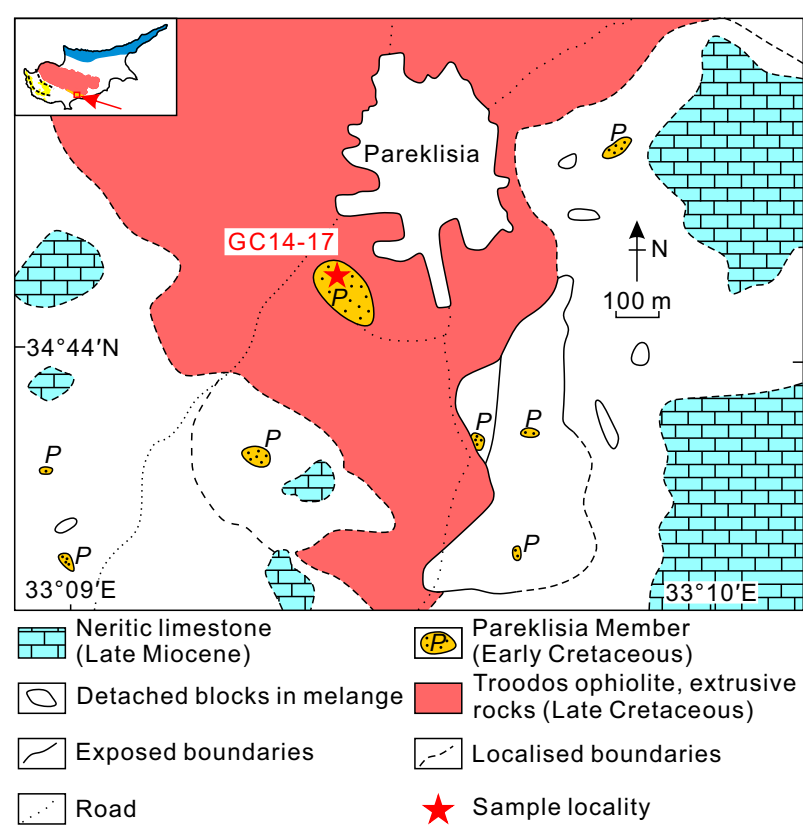 P
Pareklisia
GC14-17
N
P
100 m
34°44′N
P
P
P
P
P
P
33°09′E
33°10′E
Neritic limestone
(Late Miocene)
P
Pareklisia Member
(Early Cretaceous)
Detached blocks in melange
Troodos ophiolite, extrusive
rocks (Late Cretaceous)
Exposed boundaries
Localised boundaries
Road
Sample locality